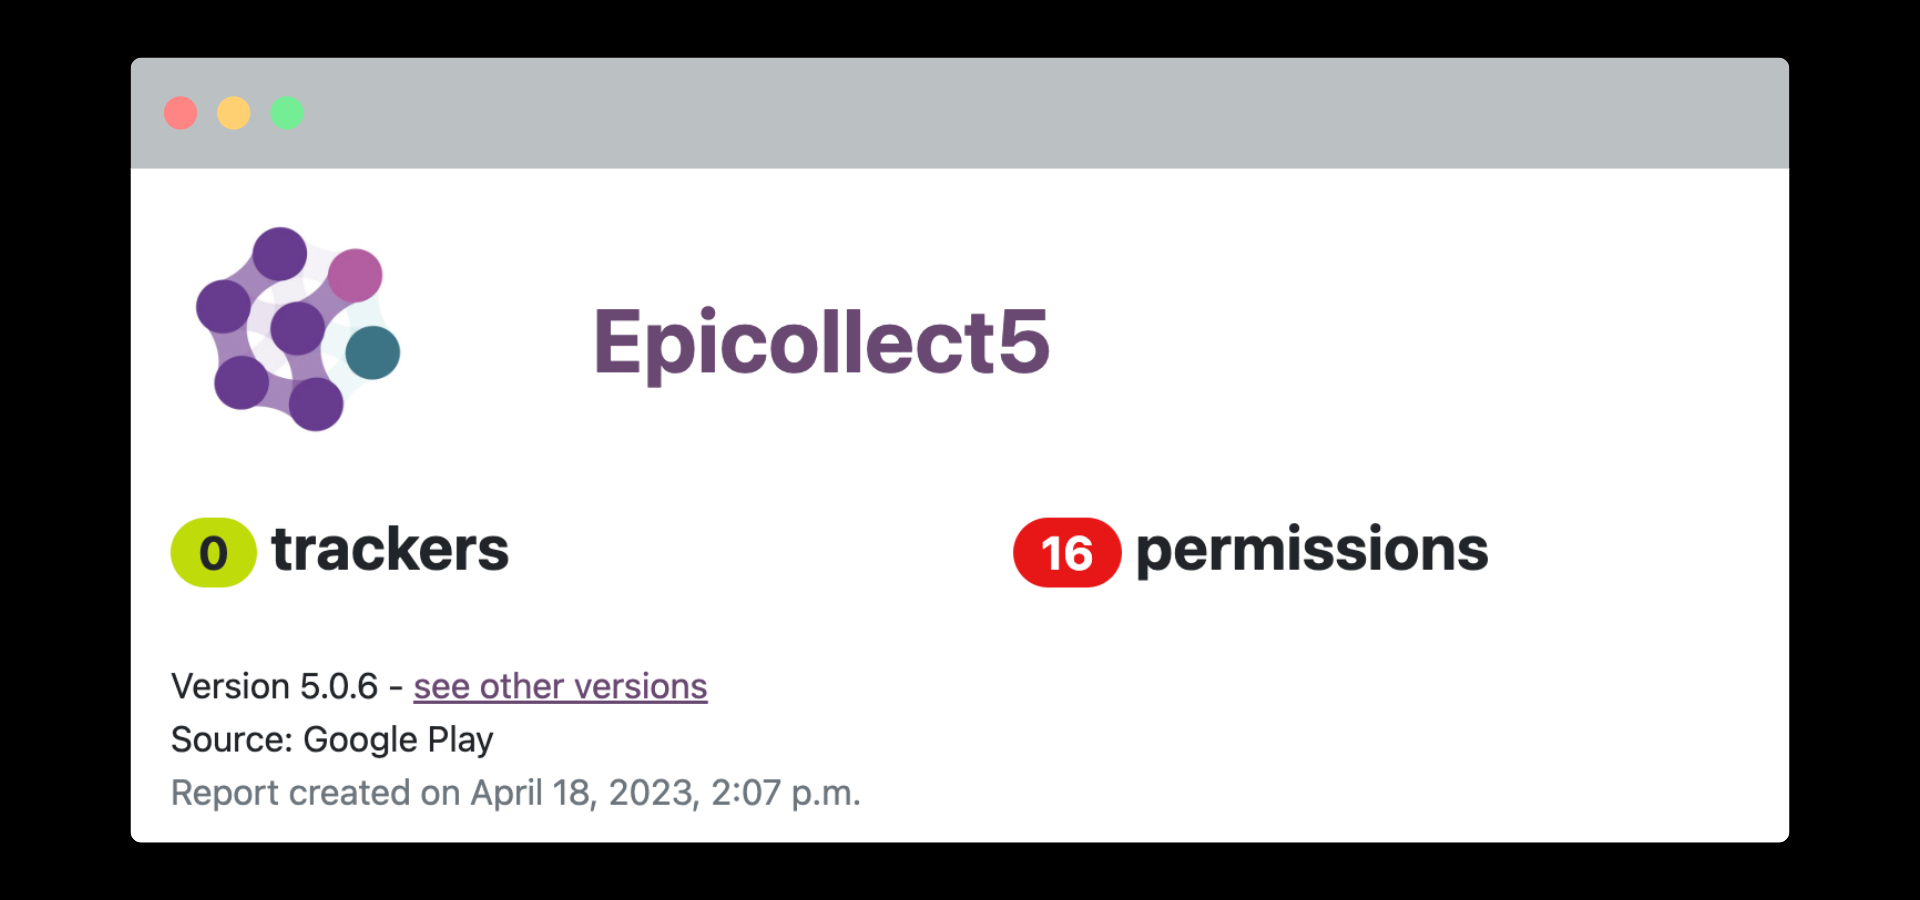 Epicollect5
0 trackers
16 permissions
Version 5.0.6 - see other versions
Source: Google Play
Report created on April 18, 2023, 2:07 p.m.